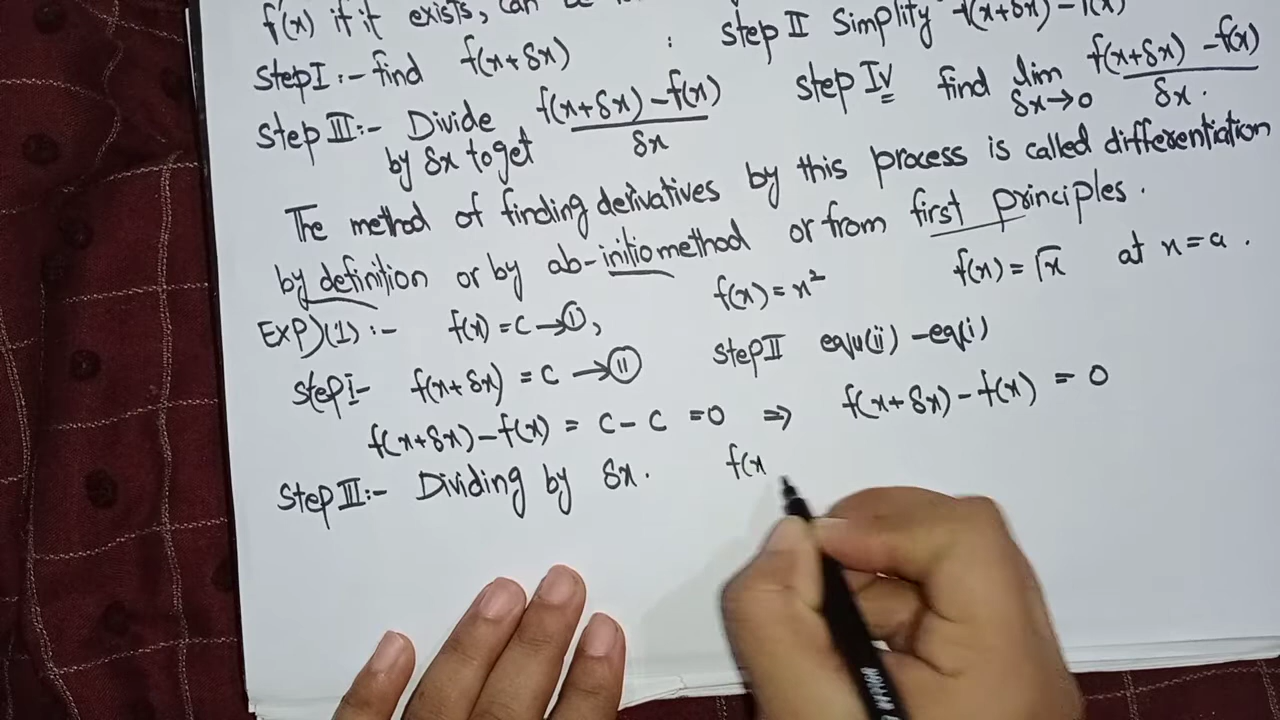 f'(x) if it exists, can be
Step I :- find f(x+δx) : step II Simplify f(x+δx) – f(x)
Step III :- Divide f(x+δx) – f(x) / δx step IV find lim δx→0 f(x+δx) – f(x) / δx.
by δx to get
The method of finding derivatives by this process is called differentiation
by definition or by ab-initio method or from first principles.
f(x) = x² f(x) = √x at x = a .
EXP)(1) :- f(x) = C → ①,
step I- f(x+δx) = C → ⑪ Step II equ(ii) – eq(i)
f(x+δx) – f(x) = C – C = 0 ⇒ f(x+δx) – f(x) = 0
Step III :- Dividing by δx. f(x